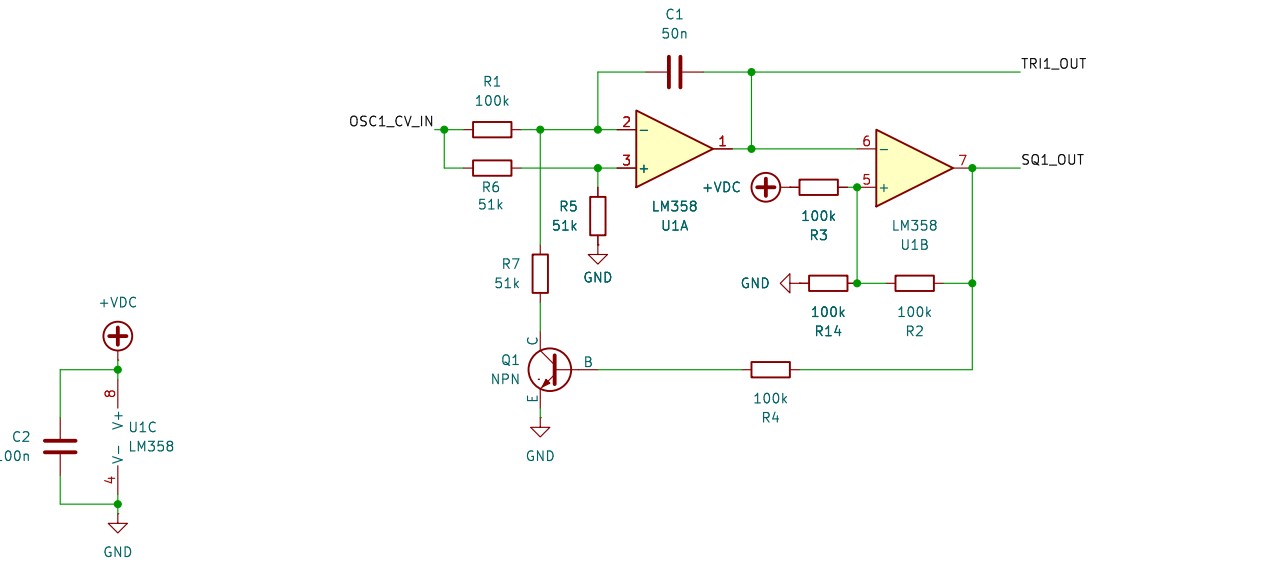 C1
50n
TRI1_OUT
R1
100k
OSC1_CV_IN
2
-
3
+
1
6
-
5
+
7
SQ1_OUT
R6
51k
R5
51k
LM358
U1A
+VDC
100k
R3
LM358
U1B
GND
R7
51k
GND
100k
R14
100k
R2
+VDC
Q1
NPN
C
B
E
100k
R4
GND
8
V+
U1C
LM358
V-
4
C2
100n
GND